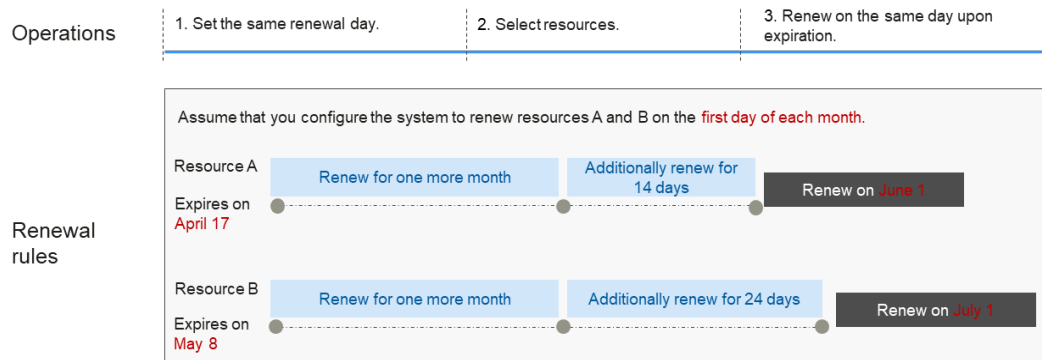 Operations
1. Set the same renewal day.
2. Select resources.
3. Renew on the same day upon
expiration.
Renewal
rules
Assume that you configure the system to renew resources A and B on the first day of each month.
Resource A
Renew for one more month
Additionally renew for
14 days
Renew on June 1
Expires on
April 17
Resource B
Renew for one more month
Additionally renew for 24 days
Renew on July 1
Expires on
May 8